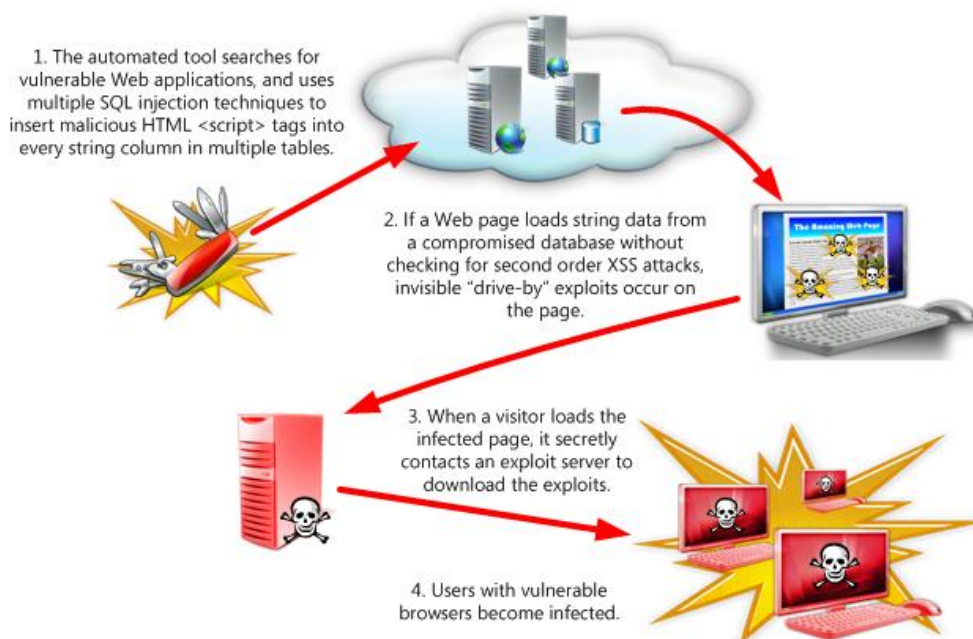 1. The automated tool searches for
vulnerable Web applications, and uses
multiple SQL injection techniques to
insert malicious HTML <script> tags into
every string column in multiple tables.
2. If a Web page loads string data from
a compromised database without
checking for second order XSS attacks,
invisible “drive-by” exploits occur on
the page.
The Amazing Web Page
3. When a visitor loads the
infected page, it secretly
contacts an exploit server to
download the exploits.
4. Users with vulnerable
browsers become infected.